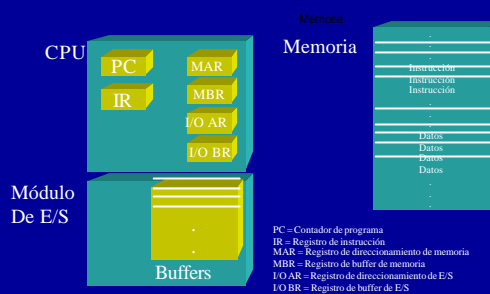 CPU
PC
IR
MAR
MBR
I/O AR
I/O BR
Módulo
De E/S
.
.
Buffers
Memoria
Memoria
.
.
.
Instrucción
Instrucción
Instrucción
.
.
.
.
Datos
Datos
Datos
Datos
.
.
.
PC = Contador de programa
IR = Registro de instrucción
MAR = Registro de direccionamiento de memoria
MBR = Registro de buffer de memoria
I/O AR = Registro de direccionamiento de E/S
I/O BR = Registro de buffer de E/S